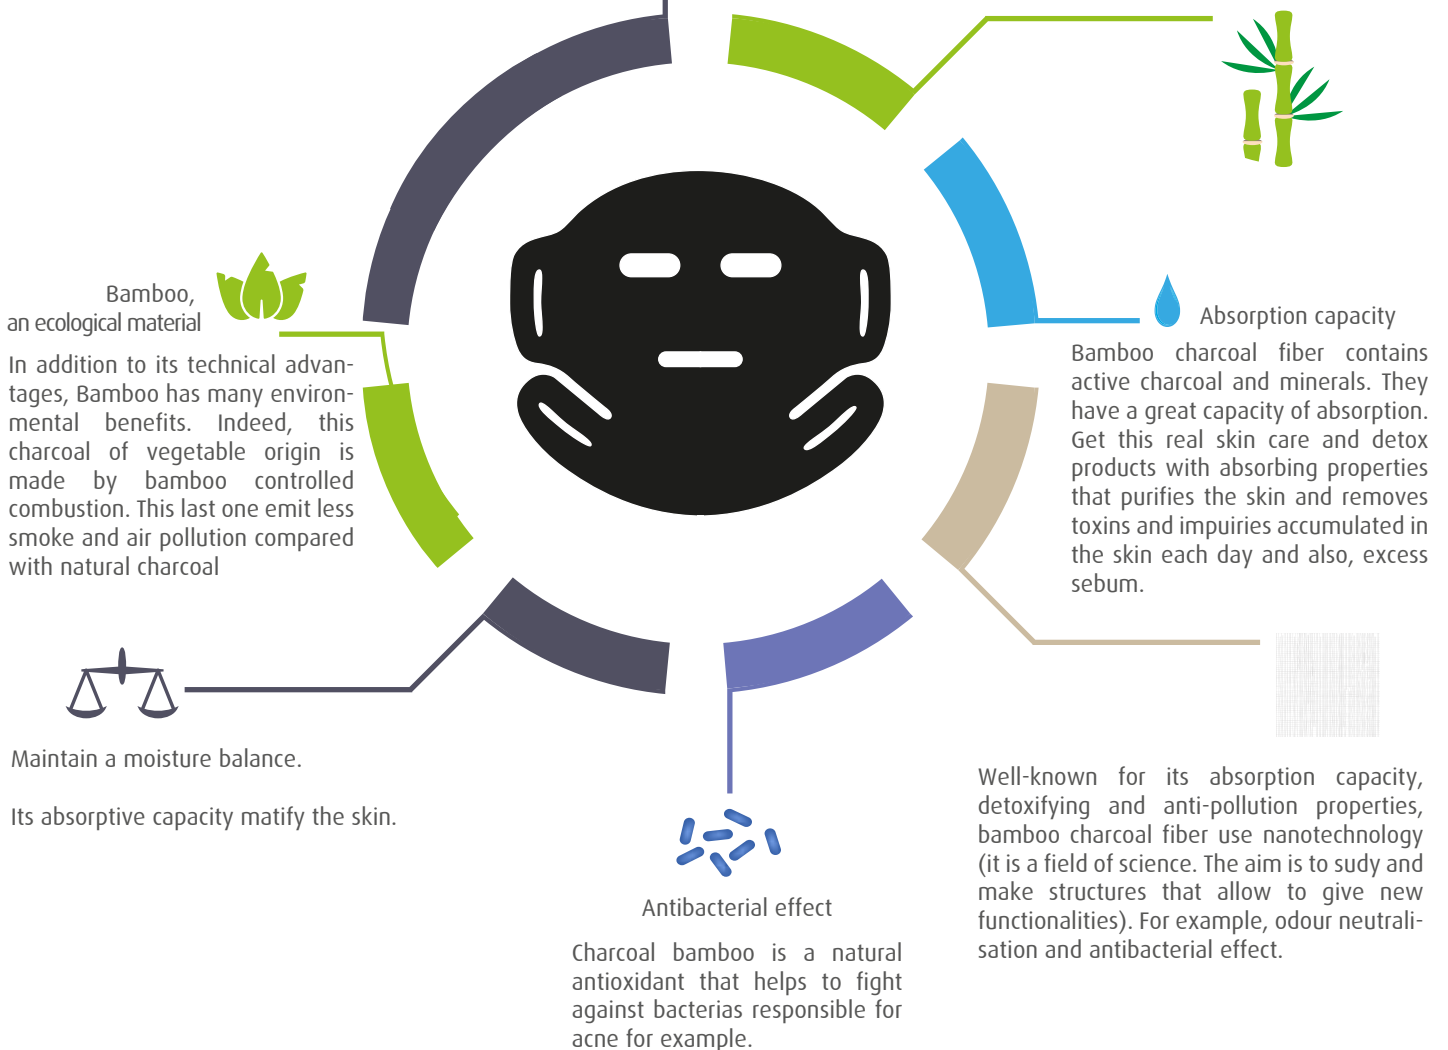 Bamboo,
an ecological material
In addition to its technical advan-
tages, Bamboo has many environ-
mental benefits. Indeed, this
charcoal of vegetable origin is
made by bamboo controlled
combustion. This last one emit less
smoke and air pollution compared
with natural charcoal
Absorption capacity
Bamboo charcoal fiber contains
active charcoal and minerals. They
have a great capacity of absorption.
Get this real skin care and detox
products with absorbing properties
that purifies the skin and removes
toxins and impuiries accumulated in
the skin each day and also, excess
sebum.
Maintain a moisture balance.
Its absorptive capacity matify the skin.
Antibacterial effect
Charcoal bamboo is a natural
antioxidant that helps to fight
against bacterias responsible for
acne for example.
Well-known for its absorption capacity,
detoxifying and anti-pollution properties,
bamboo charcoal fiber use nanotechnology
(it is a field of science. The aim is to sudy and
make structures that allow to give new
functionalities). For example, odour neutrali-
sation and antibacterial effect.